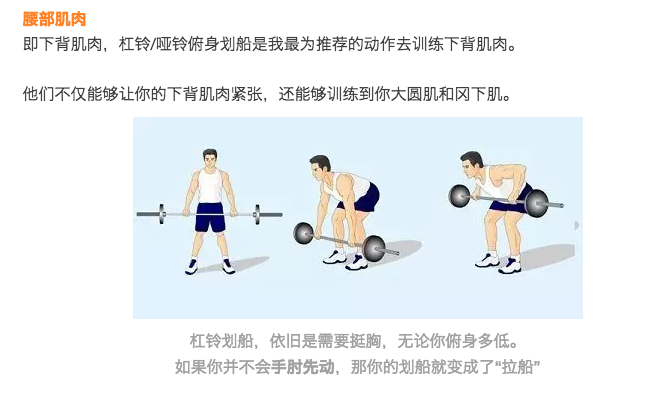 腰部肌肉
即下背肌肉，杠铃/哑铃俯身划船是我最为推荐的动作去训练下背肌肉。
他们不仅能够让你的下背肌肉紧张，还能够训练到你大圆肌和冈下肌。
杠铃划船，依旧是需要挺胸，无论你俯身多低。
如果你并不会手肘先动，那你的划船就变成了“拉船”